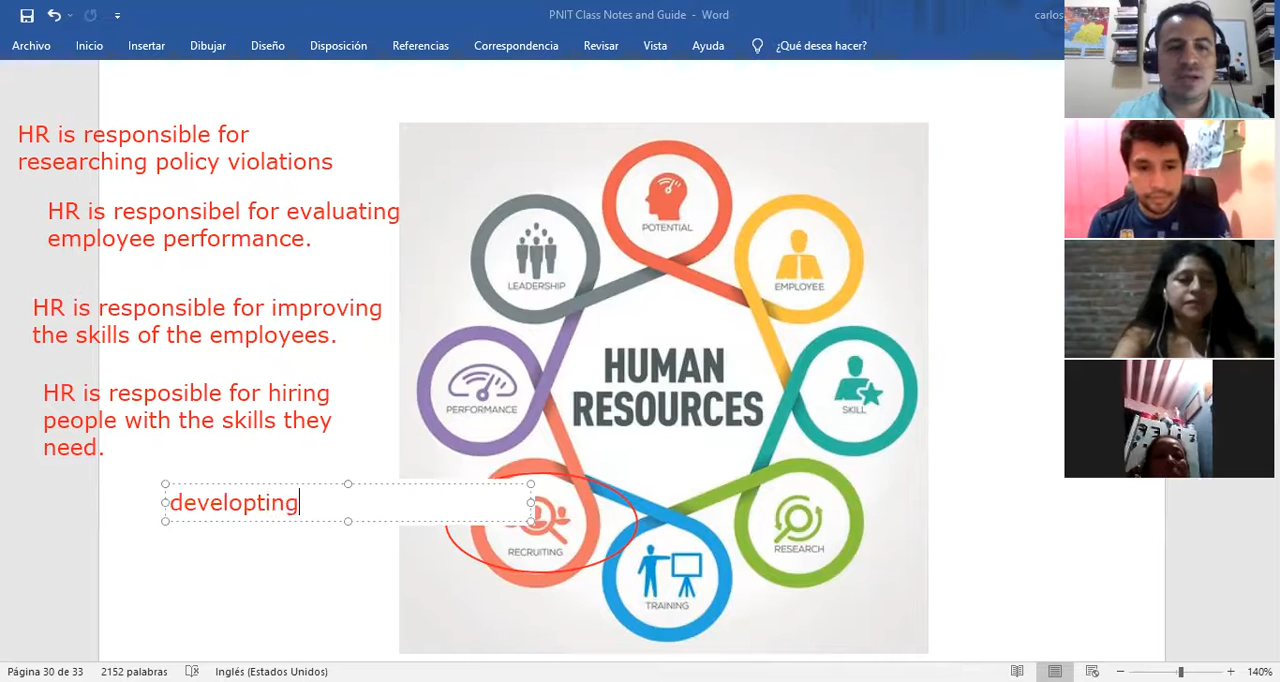 PNIT Class Notes and Guide - Word
carlos
Archivo Inicio Insertar Dibujar Diseño Disposición Referencias Correspondencia Revisar Vista Ayuda ¿Qué desea hacer?
HR is responsible for
researching policy violations
HR is responsibel for evaluating
employee performance.
HR is responsible for improving
the skills of the employees.
HR is resposible for hiring
people with the skills they
need.
developting
POTENTIAL
LEADERSHIP
EMPLOYEE
HUMAN
RESOURCES
PERFORMANCE
SKILL
RECRUITING
RESEARCH
TRAINING
Página 30 de 33 2152 palabras Inglés (Estados Unidos) 140%